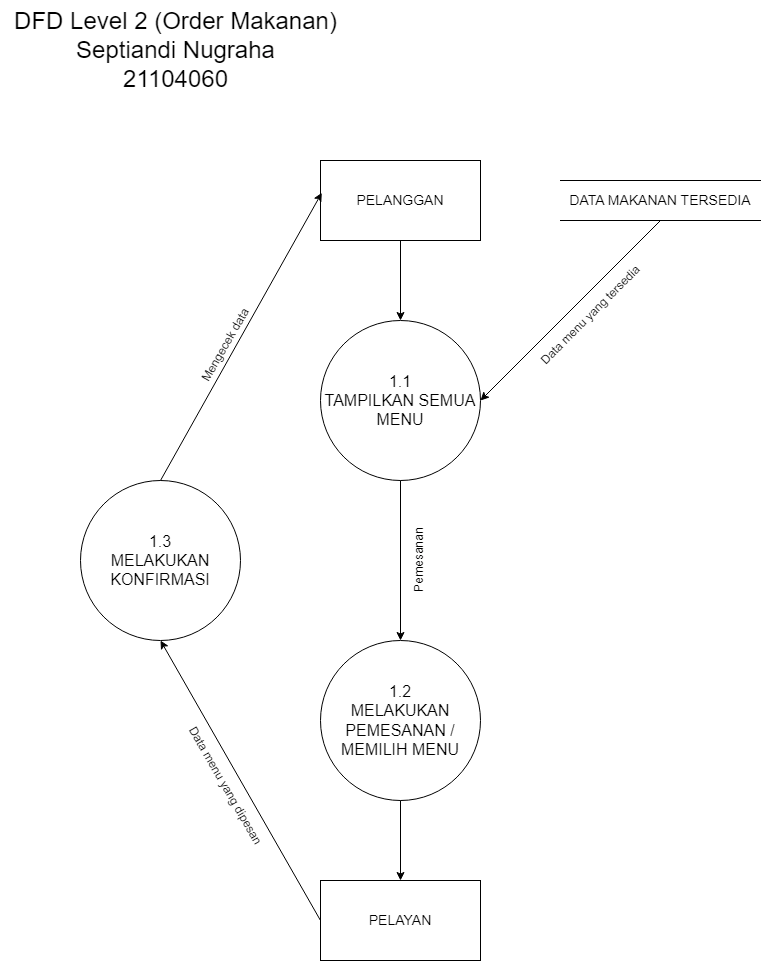 DFD Level 2 (Order Makanan)
Septiandi Nugraha
21104060
PELANGGAN
DATA MAKANAN TERSEDIA
Mengecek data
Data menu yang tersedia
1.1
TAMPILKAN SEMUA
MENU
1.3
MELAKUKAN
KONFIRMASI
Pemesanan
1.2
MELAKUKAN
PEMESANAN /
MEMILIH MENU
Data menu yang dipesan
PELAYAN